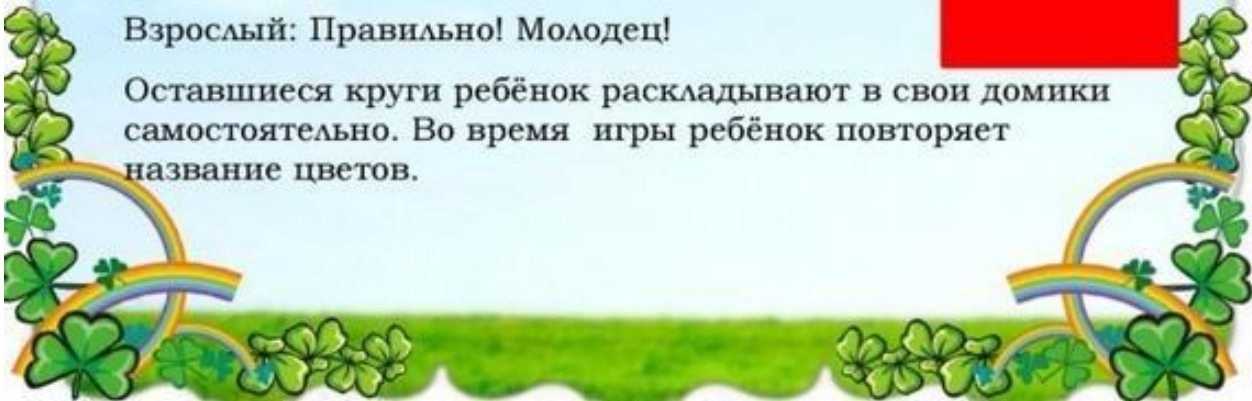 Взрослый: Правильно! Молодец!
Оставшиеся круги ребёнок раскладывают в свои домики
самостоятельно. Во время игры ребёнок повторяет
название цветов.